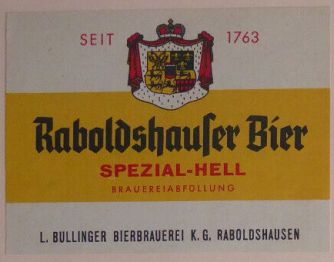 SEIT 1763
Raboldshauser Bier
SPEZIAL-HELL
BRAUEREIABFÜLLUNG
L. BULLINGER BIERBRAUEREI K. G. RABOLDSHAUSEN